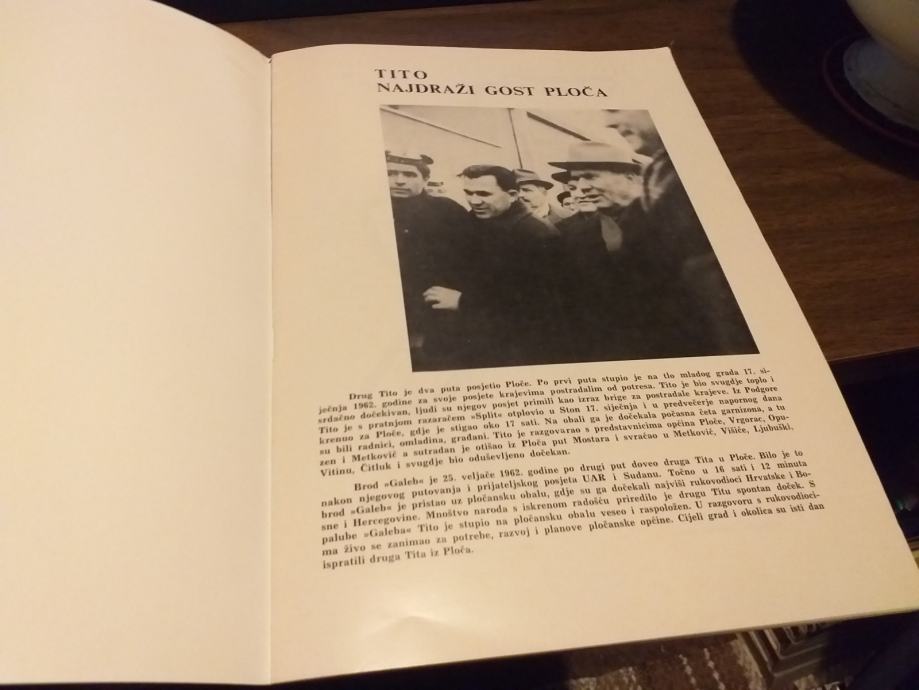 TITO
NAJDRAŽI GOST PLOČA
Drug Tito je dva puta posjetio Ploče. Po prvi puta stupio je na tlo mladog grada 17. si-
ječnja 1962. godine za svoje posjete krajevima postradalim od potresa. Tito je bio svugdje toplo i
srdačno dočekivan, ljudi su njegov posjet primili kao izraz brige za postradale krajeve. Iz Podgore
Tito je s pratnjom razaračem »Split« otplovio u Ston 17. siječnja i u predvečerje napornog dana
krenuo za Ploče, gdje je stigao oko 17 sati. Na obali ga je dočekala počasna četa garnizona, a tu
su bili radnici, omladina, građani. Tito je razgovarao s predstavnicima općina Ploče, Vrgorac, Opu-
zen i Metković a sutradan je otišao iz Ploča put Mostara i svraćao u Metković, Višiće, Ljubuški,
Vitinu, Čitluk i svugdje bio oduševljeno dočekan.
Brod »Galeb« je 25. veljače 1962. godine po drugi put doveo druga Tita u Ploče. Bilo je to
nakon njegovog putovanja i prijateljskog posjeta UAR i Sudanu. Točno u 16 sati i 12 minuta
brod »Galeb« je pristao uz pločansku obalu, gdje su ga dočekali najviši rukovodioci Hrvatske i Bo-
sne i Hercegovine. Mnoštvo naroda s iskrenom radošću priredilo je drugu Titu spontan doček. S
palube »Galeba« Tito je stupio na pločansku obalu veseo i raspoložen. U razgovoru s rukovodioci-
ma živo se zanimao za potrebe, razvoj i planove pločanske općine. Cijeli grad i okolica su isti dan
ispratili druga Tita iz Ploča.